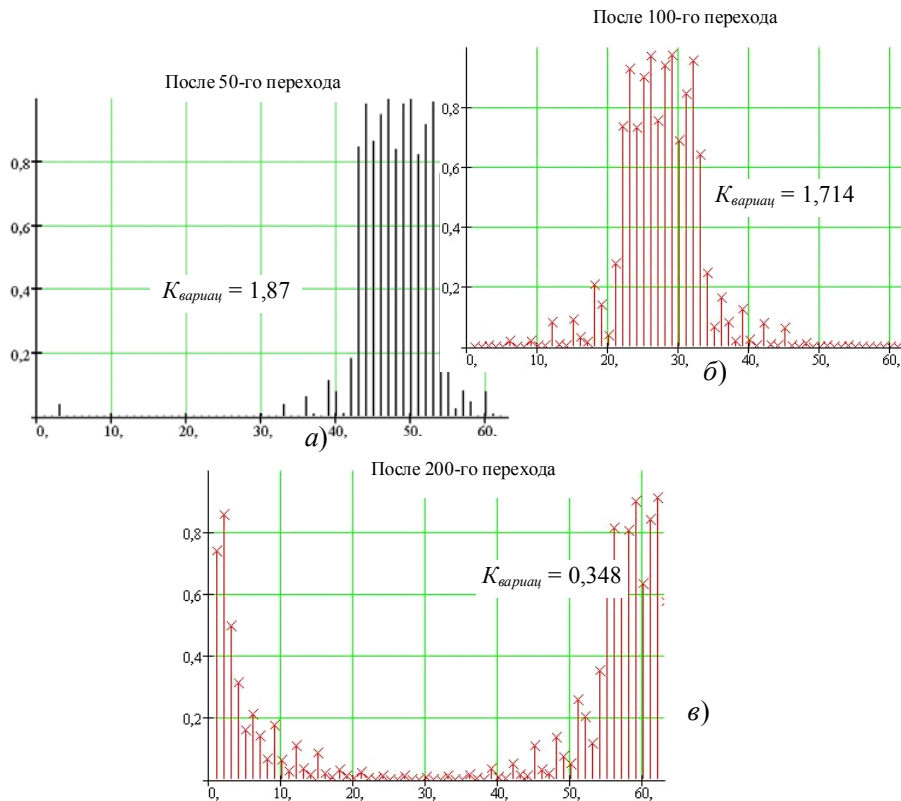 После 50-го перехода
0,8
0,6
0,4
0,2
0, 10, 20, 30, 40, 50, 60,
Kвариац = 1,87
а)
После 100-го перехода
0,8
0,6
0,4
0,2
0, 10, 20, 30, 40, 50, 60,
Kвариац = 1,714
б)
После 200-го перехода
0,8
0,6
0,4
0,2
0, 10, 20, 30, 40, 50, 60,
Kвариац = 0,348
в)